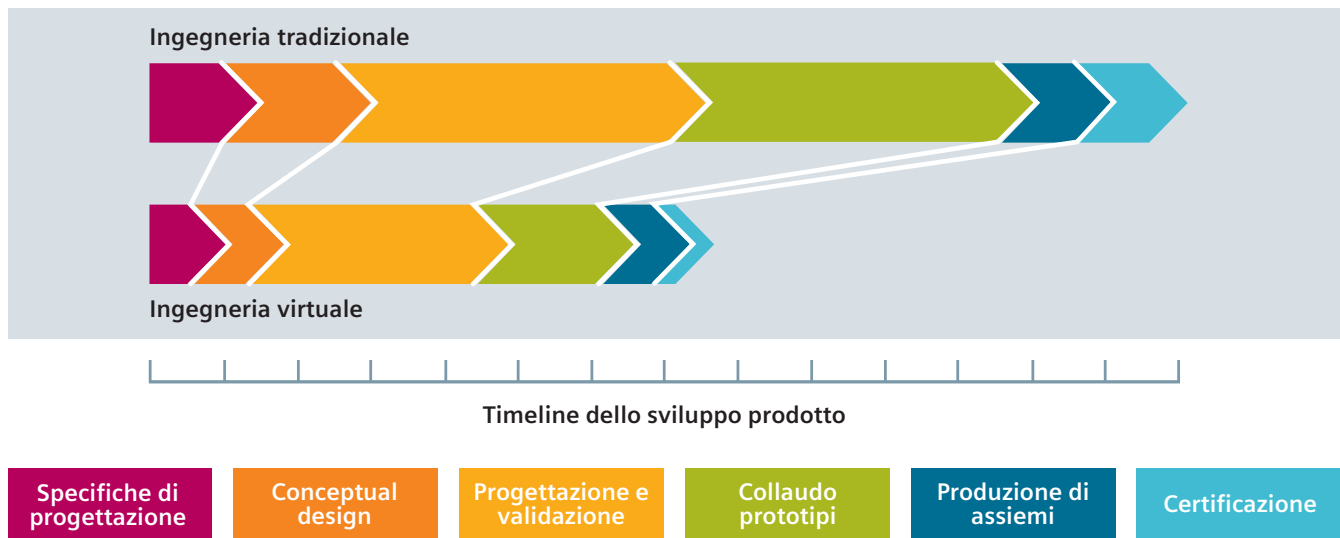 Ingegneria tradizionale
Ingegneria virtuale
Timeline dello sviluppo prodotto
Specifiche di
progettazione
Conceptual
design
Progettazione e
validazione
Collaudo
prototipi
Produzione di
assiemi
Certificazione